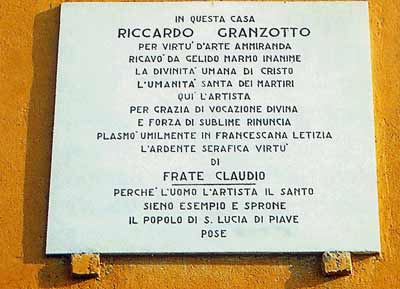 IN QUESTA CASA
RICCARDO GRANZOTTO
PER VIRTU' D'ARTE AMMIRANDA
RICAVO' DA GELIDO MARMO INANIME
LA DIVINITA' UMANA DI CRISTO
L'UMANITA' SANTA DEI MARTIRI
QUI L'ARTISTA
PER GRAZIA DI VOCAZIONE DIVINA
E FORZA DI SUBLIME RINUNCIA
PLASMO' UMILMENTE IN FRANCESCANA LETIZIA
L'ARDENTE SERAFICA VIRTU'
DI
FRATE CLAUDIO
PERCHE' L'UOMO L'ARTISTA IL SANTO
SIENO ESEMPIO E SPRONE
IL POPOLO DI S. LUCIA DI PIAVE
POSE